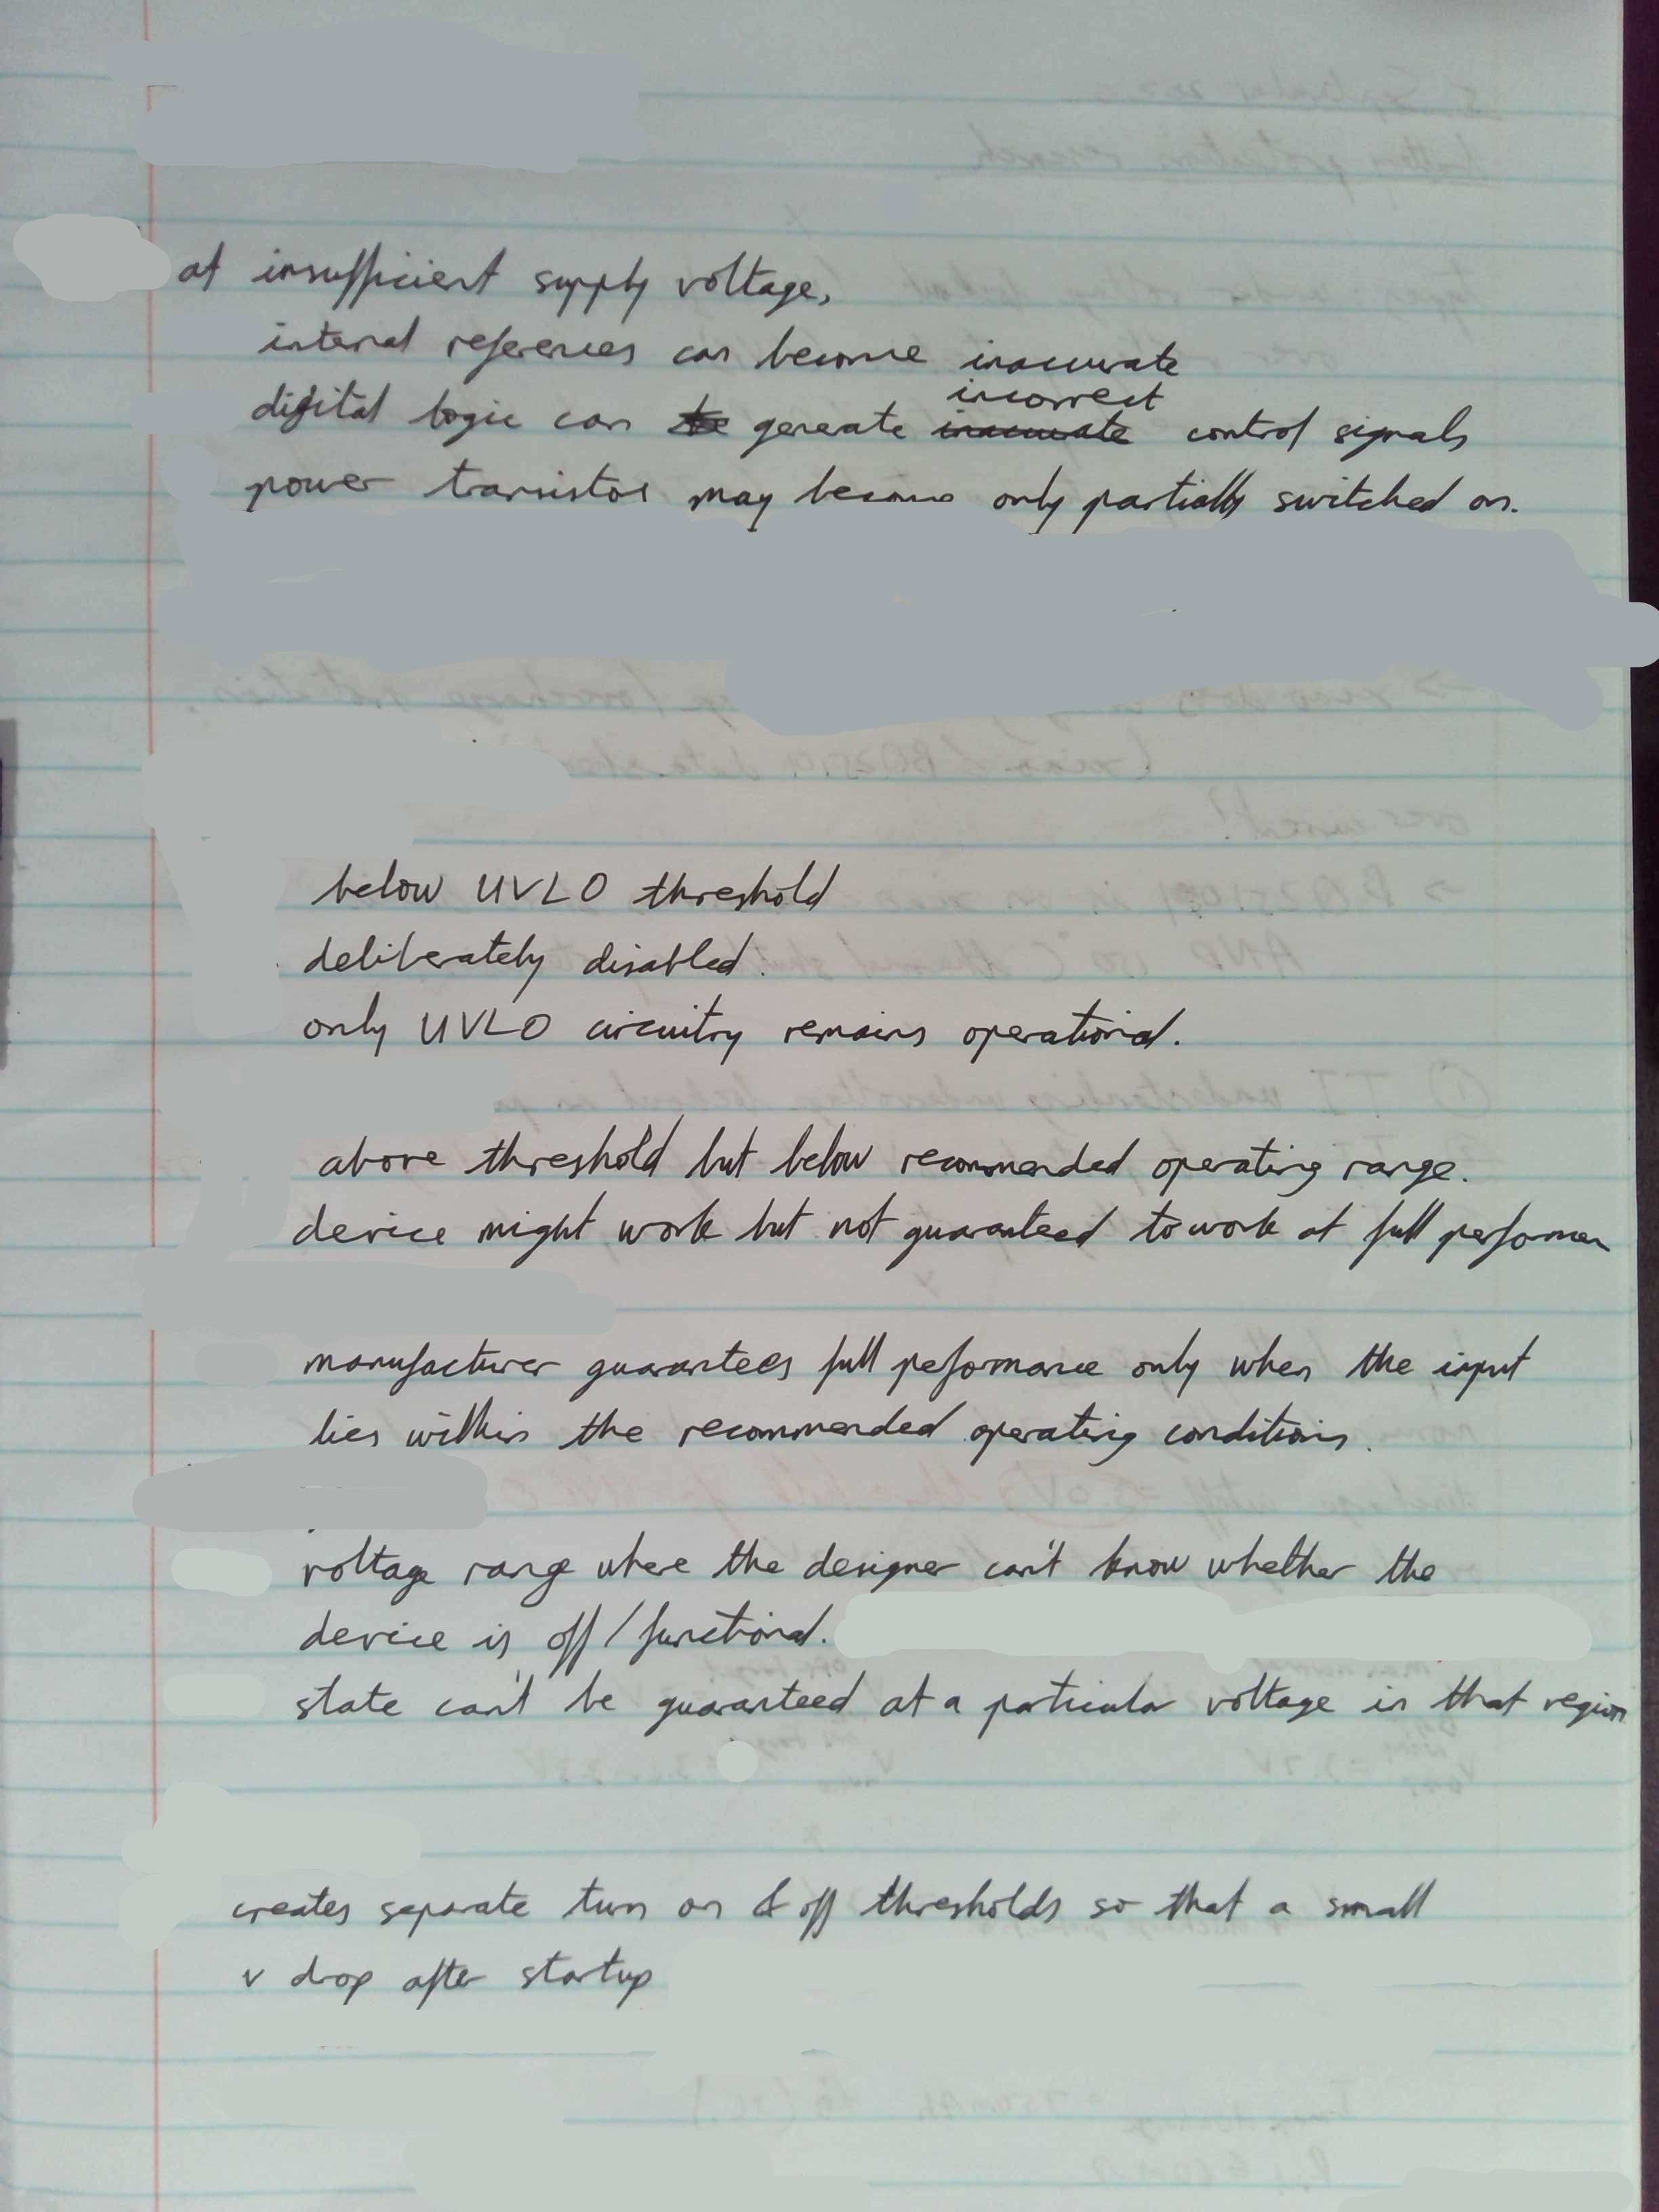 at insufficient supply voltage,
internal references can become inaccurate
incorrect
digital logic can generate inaccurate control signals
power transistor may become only partially switched on.
below UVLO threshold
deliberately disabled.
only UVLO circuitry remains operational.
above threshold but below recommended operating range.
device might work but not guaranteed to work at full performan
manufacturer guarantees full peformance only when the input
lies within the recommended operating conditions.
voltage range where the designer can't know whether the
device is off / functional.
state can't be guaranteed at a particular voltage in that region
creates separate turn on & off thresholds so that a small
v drop after startup